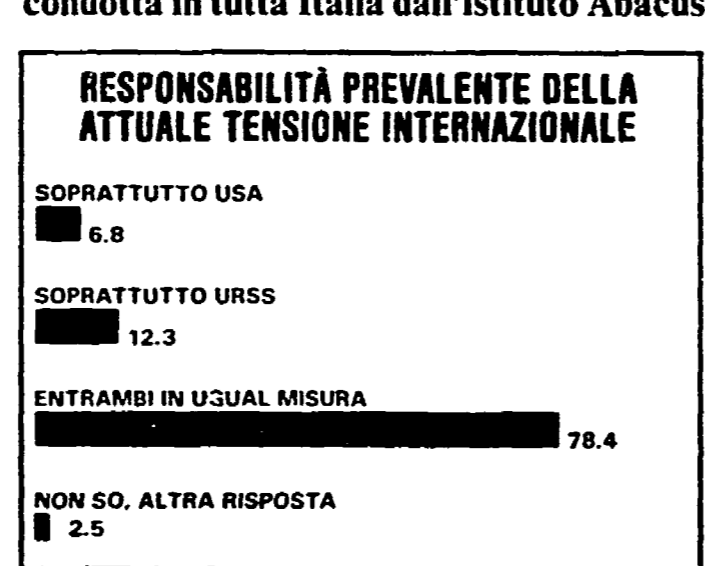 condotta in tutta Italia dall'Istituto Abacus
RESPONSABILITÀ PREVALENTE DELLA
ATTUALE TENSIONE INTERNAZIONALE
SOPRATTUTTO USA
6.8
SOPRATTUTTO URSS
12.3
ENTRAMBI IN UGUAL MISURA
78.4
NON SO, ALTRA RISPOSTA
2.5